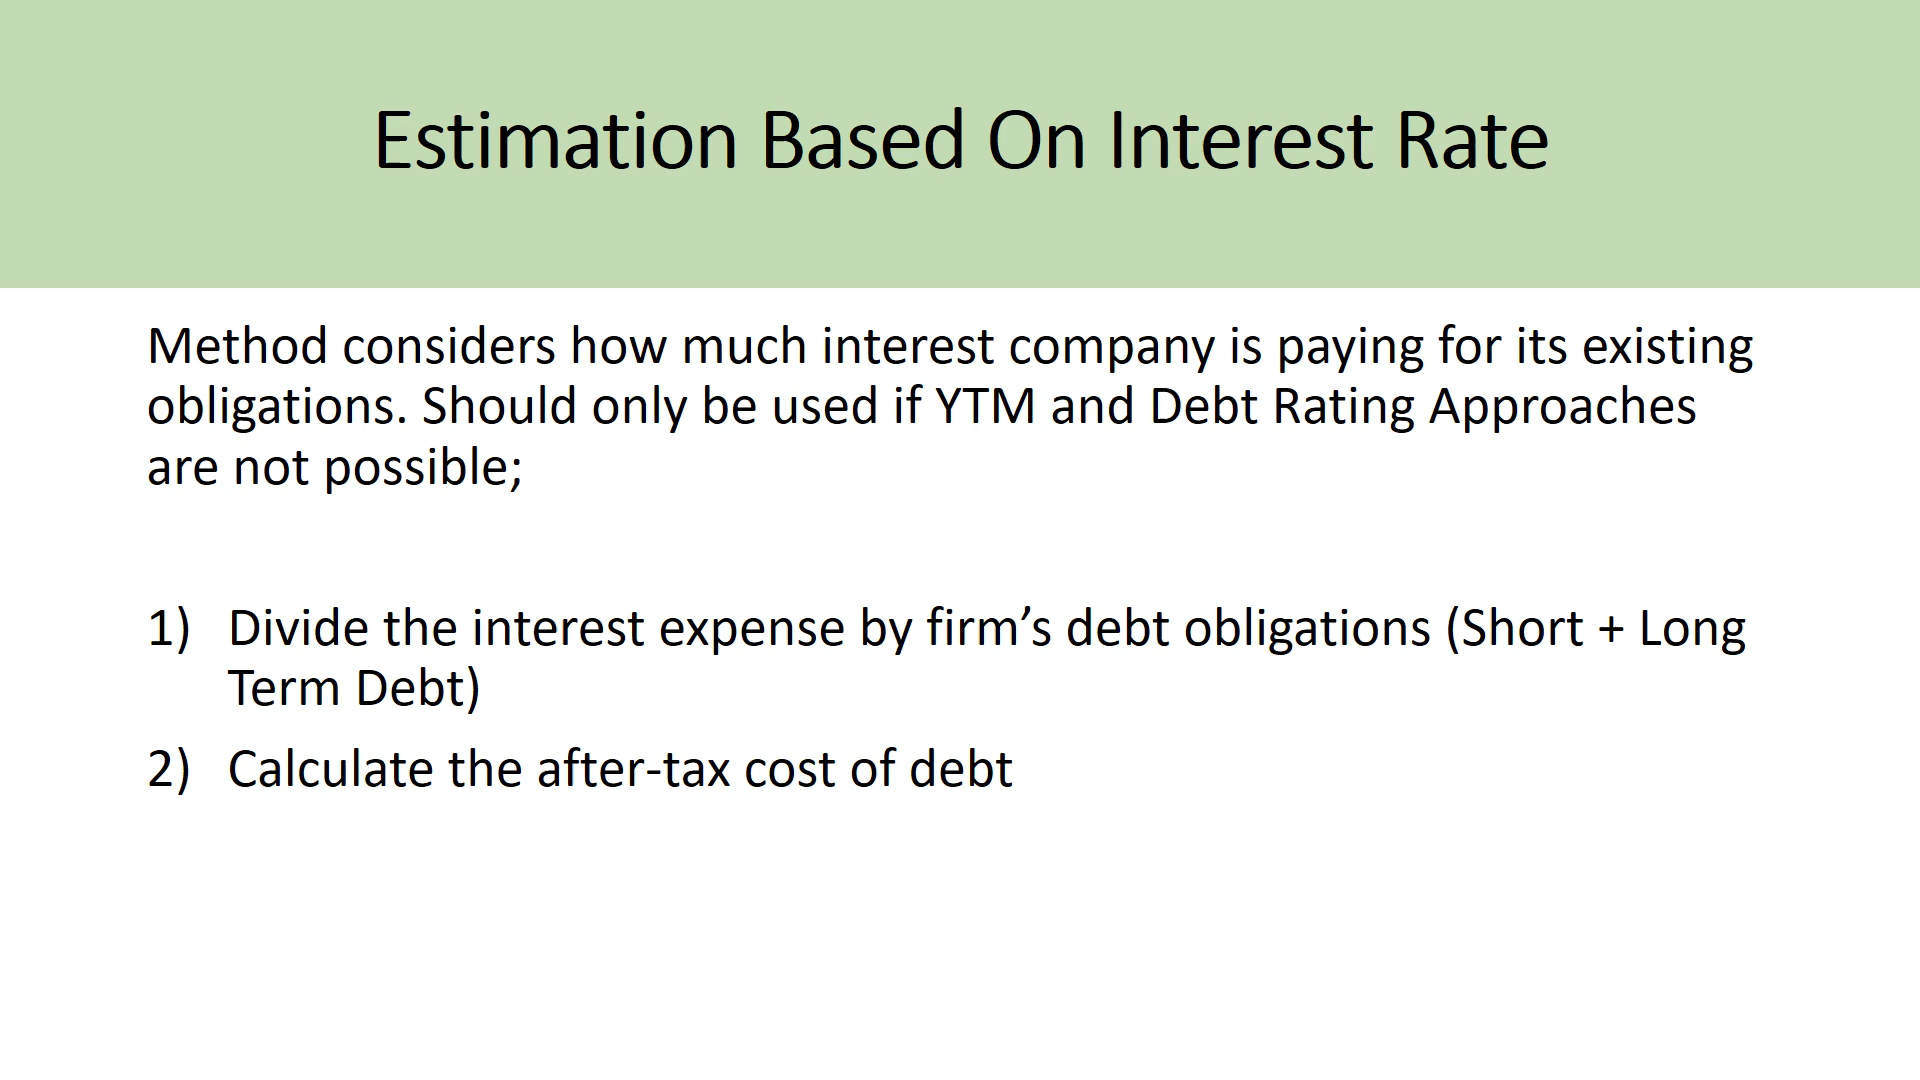 Estimation Based On Interest Rate
Method considers how much interest company is paying for its existing
obligations. Should only be used if YTM and Debt Rating Approaches
are not possible;
1) Divide the interest expense by firm’s debt obligations (Short + Long
Term Debt)
2) Calculate the after-tax cost of debt